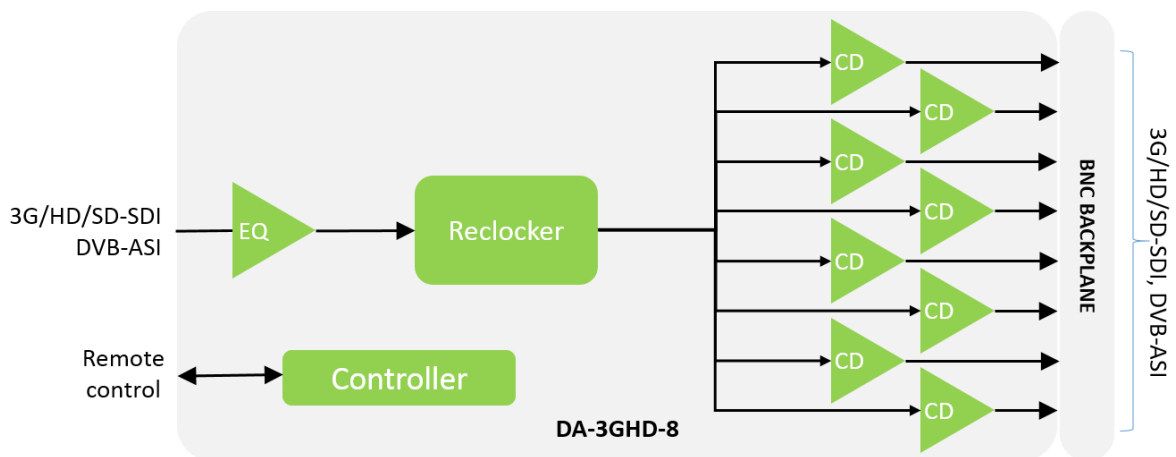 3G/HD/SD-SDI
DVB-ASI
EQ
Reclocker
Remote
control
Controller
DA-3GHD-8
CD
CD
CD
CD
CD
CD
CD
CD
BNC BACKPLANE
3G/HD/SD-SDI, DVB-ASI